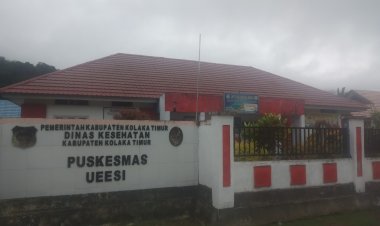 PEMERINTAH KABUPATEN KOLAKA TIMUR
DINAS KESEHATAN
KABUPATEN KOLAKA TIMUR
PUSKESMAS
UEESI